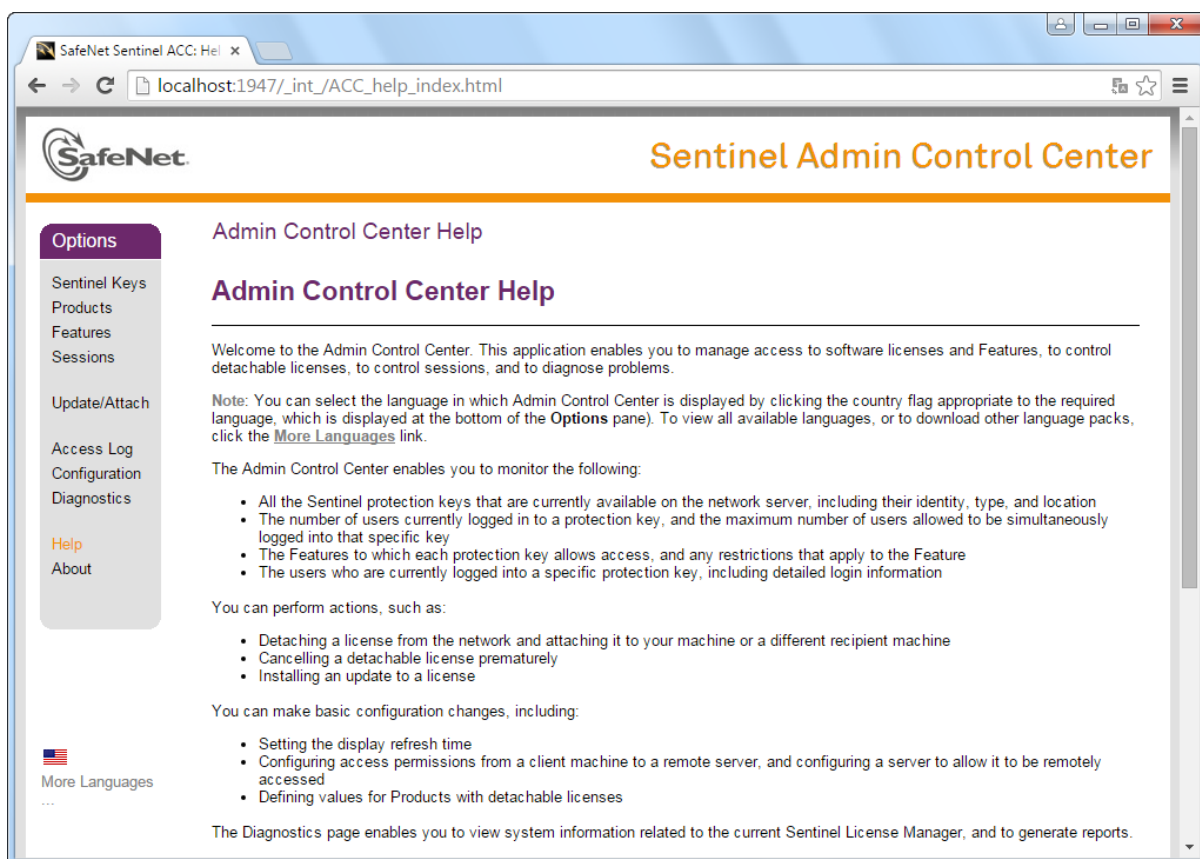 SafeNet Sentinel ACC: Hel
localhost:1947/_int_/ACC_help_index.html
SafeNet.
Sentinel Admin Control Center
Options
Sentinel Keys
Products
Features
Sessions
Update/Attach
Access Log
Configuration
Diagnostics
Help
About
More Languages
...
Admin Control Center Help
Admin Control Center Help
Welcome to the Admin Control Center. This application enables you to manage access to software licenses and Features, to control
detachable licenses, to control sessions, and to diagnose problems.
Note: You can select the language in which Admin Control Center is displayed by clicking the country flag appropriate to the required
language, which is displayed at the bottom of the Options pane). To view all available languages, or to download other language packs,
click the More Languages link.
The Admin Control Center enables you to monitor the following:
• All the Sentinel protection keys that are currently available on the network server, including their identity, type, and location
• The number of users currently logged in to a protection key, and the maximum number of users allowed to be simultaneously
logged into that specific key
• The Features to which each protection key allows access, and any restrictions that apply to the Feature
• The users who are currently logged into a specific protection key, including detailed login information
You can perform actions, such as:
• Detaching a license from the network and attaching it to your machine or a different recipient machine
• Cancelling a detachable license prematurely
• Installing an update to a license
You can make basic configuration changes, including:
• Setting the display refresh time
• Configuring access permissions from a client machine to a remote server, and configuring a server to allow it to be remotely
accessed
• Defining values for Products with detachable licenses
The Diagnostics page enables you to view system information related to the current Sentinel License Manager, and to generate reports.